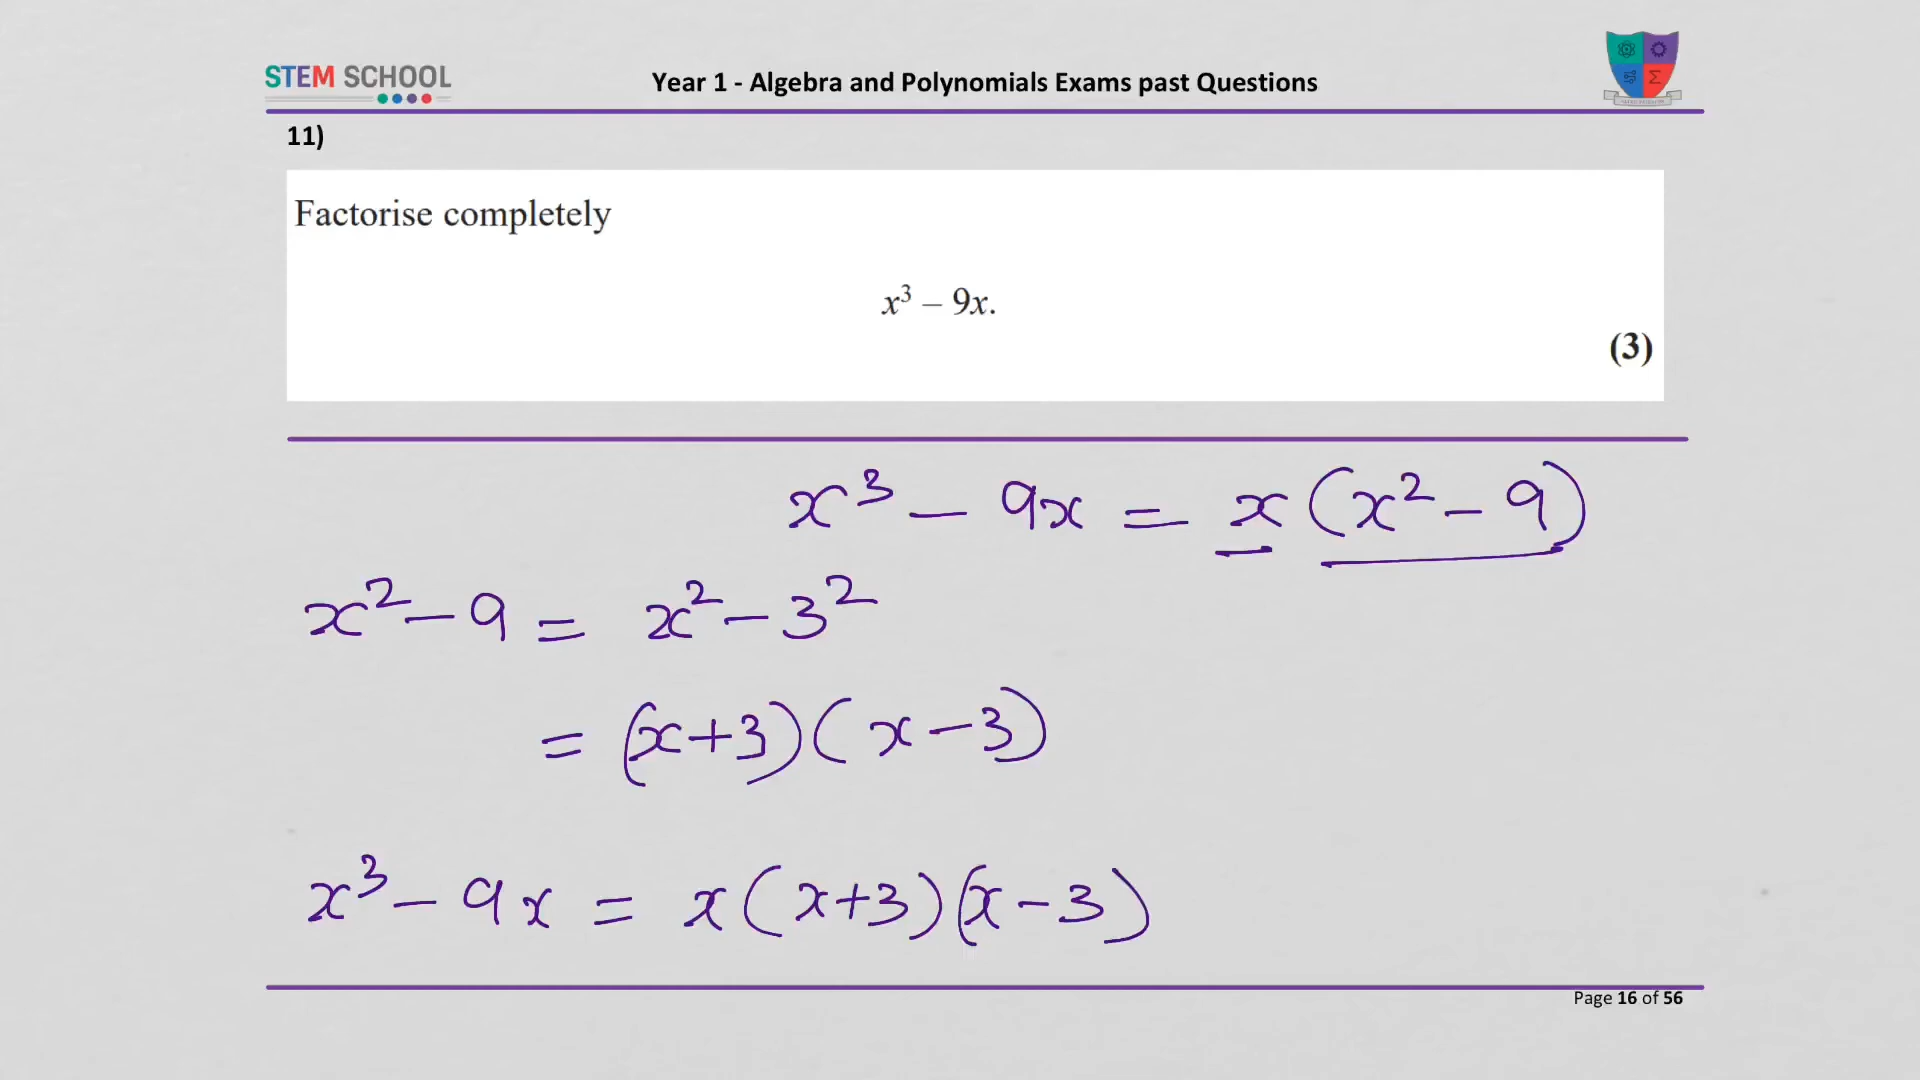 STEM SCHOOL
Year 1 - Algebra and Polynomials Exams past Questions
11)
Factorise completely
x³ – 9x.
(3)
x³ – 9x = x(x² – 9)
x² – 9 = x² – 3²
= (x+3)(x – 3)
x³ – 9x = x(x+3)(x – 3)
Page 16 of 56